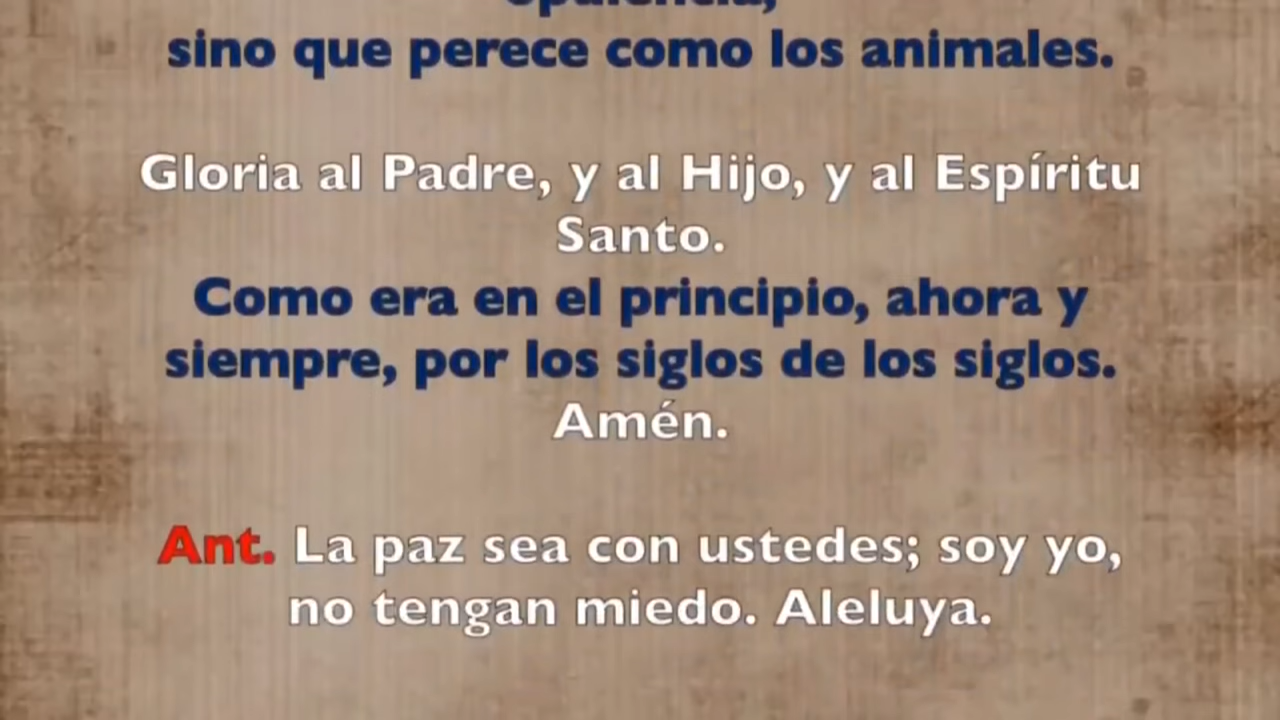 sino que perece como los animales.
Gloria al Padre, y al Hijo, y al Espíritu
Santo.
Como era en el principio, ahora y
siempre, por los siglos de los siglos.
Amén.
Ant. La paz sea con ustedes; soy yo,
no tengan miedo. Aleluya.